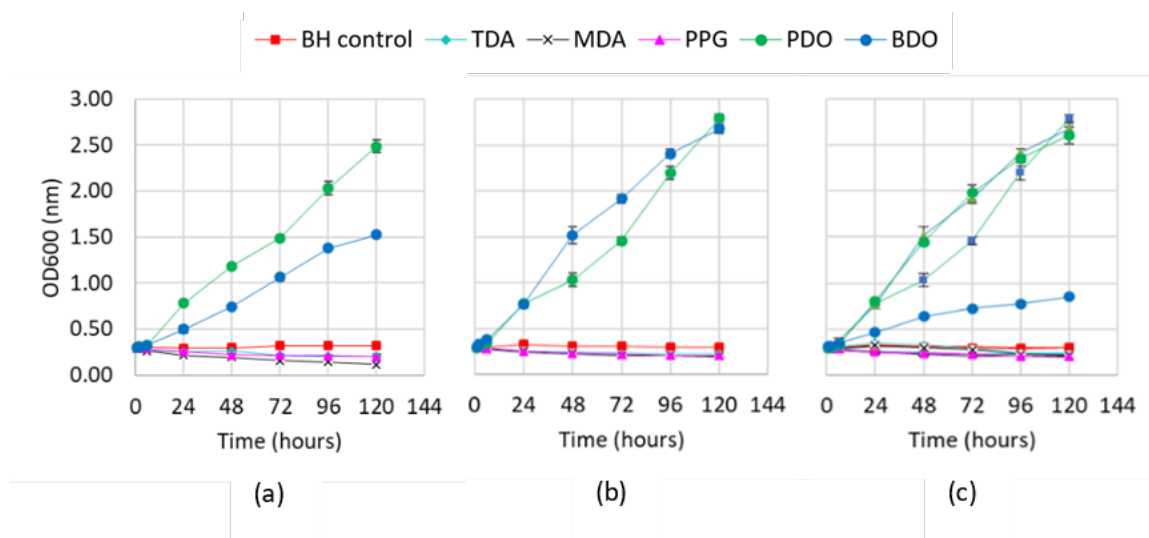 BH control TDA MDA PPG PDO BDO
3.00
2.50
2.00
1.50
1.00
0.50
0.00
OD600 (nm)
0 24 48 72 96 120 144
0 24 48 72 96 120 144
0 24 48 72 96 120 144
Time (hours)
Time (hours)
Time (hours)
(a)
(b)
(c)